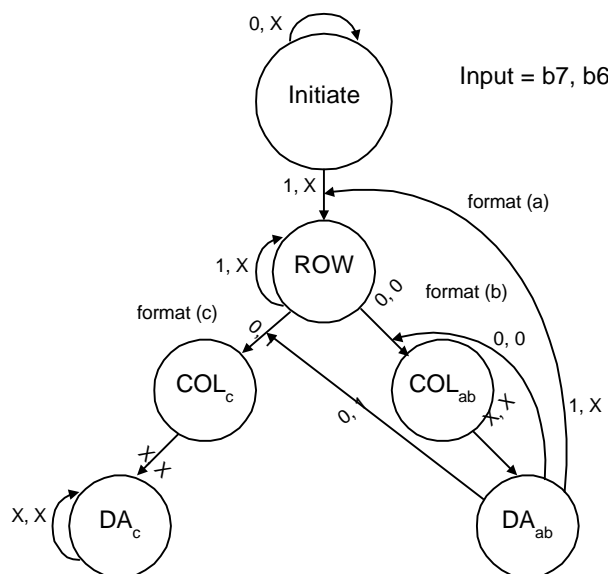 0, X
Initiate
Input = b7, b6
1, X
format (a)
1, X
ROW
0, 0
format (b)
format (c)
0,
0, 0
COLc
COLab
0,
X, X
1, X
X X
X, X
DAc
DAab